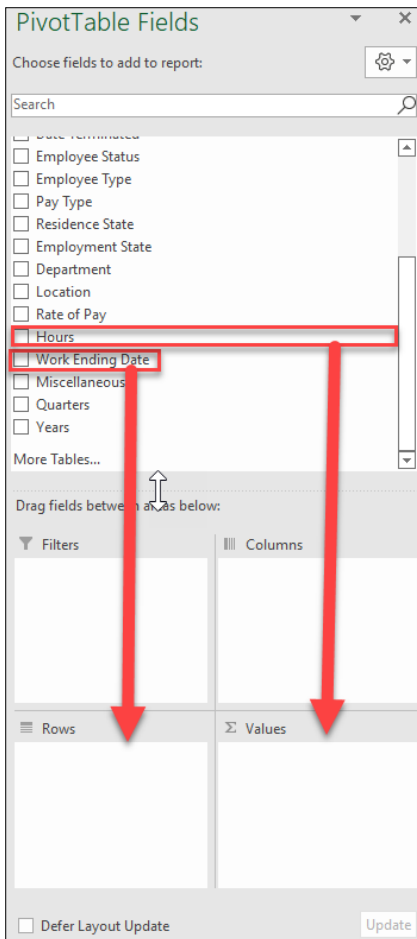 PivotTable Fields
Choose fields to add to report:
Search
Date Terminated
Employee Status
Employee Type
Pay Type
Residence State
Employment State
Department
Location
Rate of Pay
Hours
Work Ending Date
Miscellaneous
Quarters
Years
More Tables...
Drag fields between areas below:
Filters
Columns
Rows
Σ Values
Defer Layout Update
Update